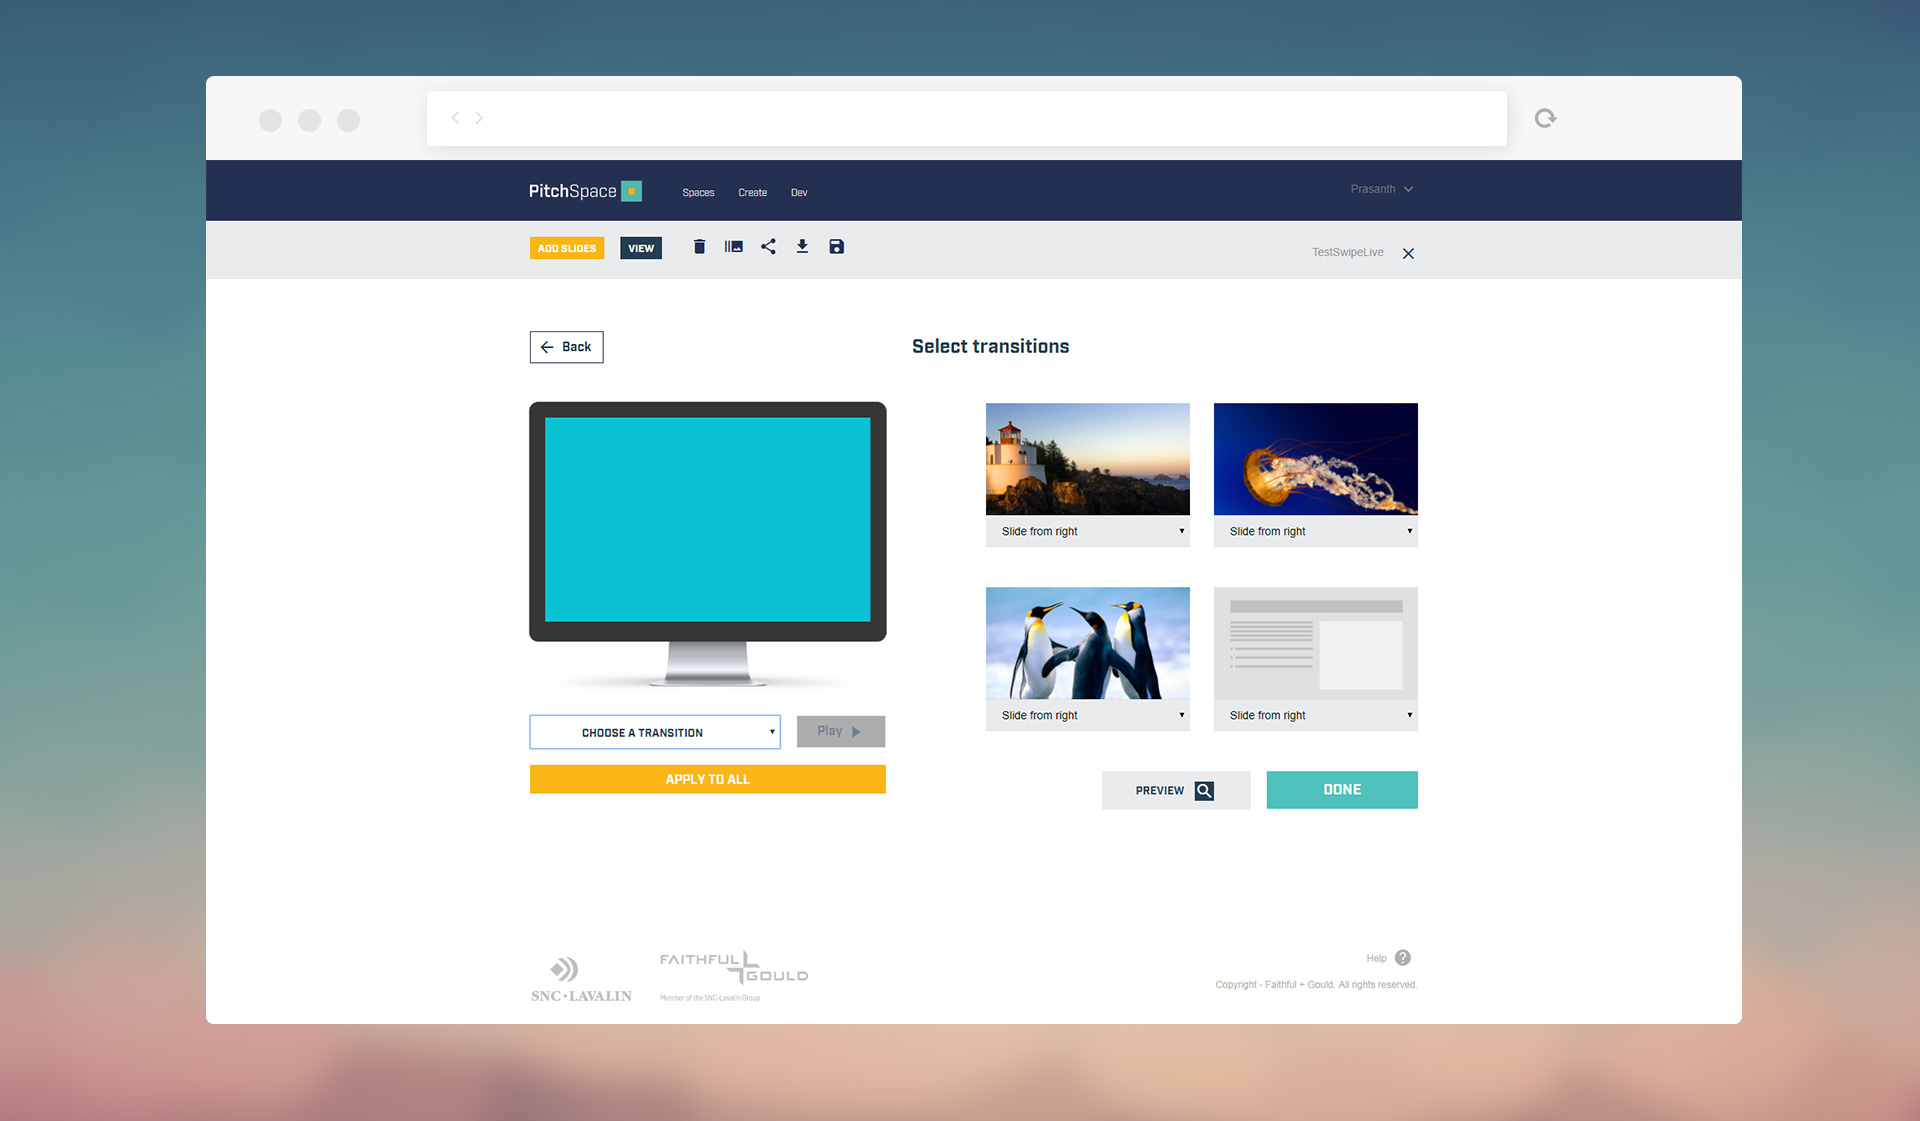 PitchSpace
Spaces Create Dev
Prasanth
ADD SLIDES VIEW
TestSwipeLive
Back
Select transitions
Slide from right
Slide from right
Slide from right
Slide from right
CHOOSE A TRANSITION
Play
APPLY TO ALL
PREVIEW
DONE
SNC·LAVALIN
FAITHFUL
GOULD
Member of the SNC-Lavalin Group
Help ?
Copyright - Faithful + Gould. All rights reserved.